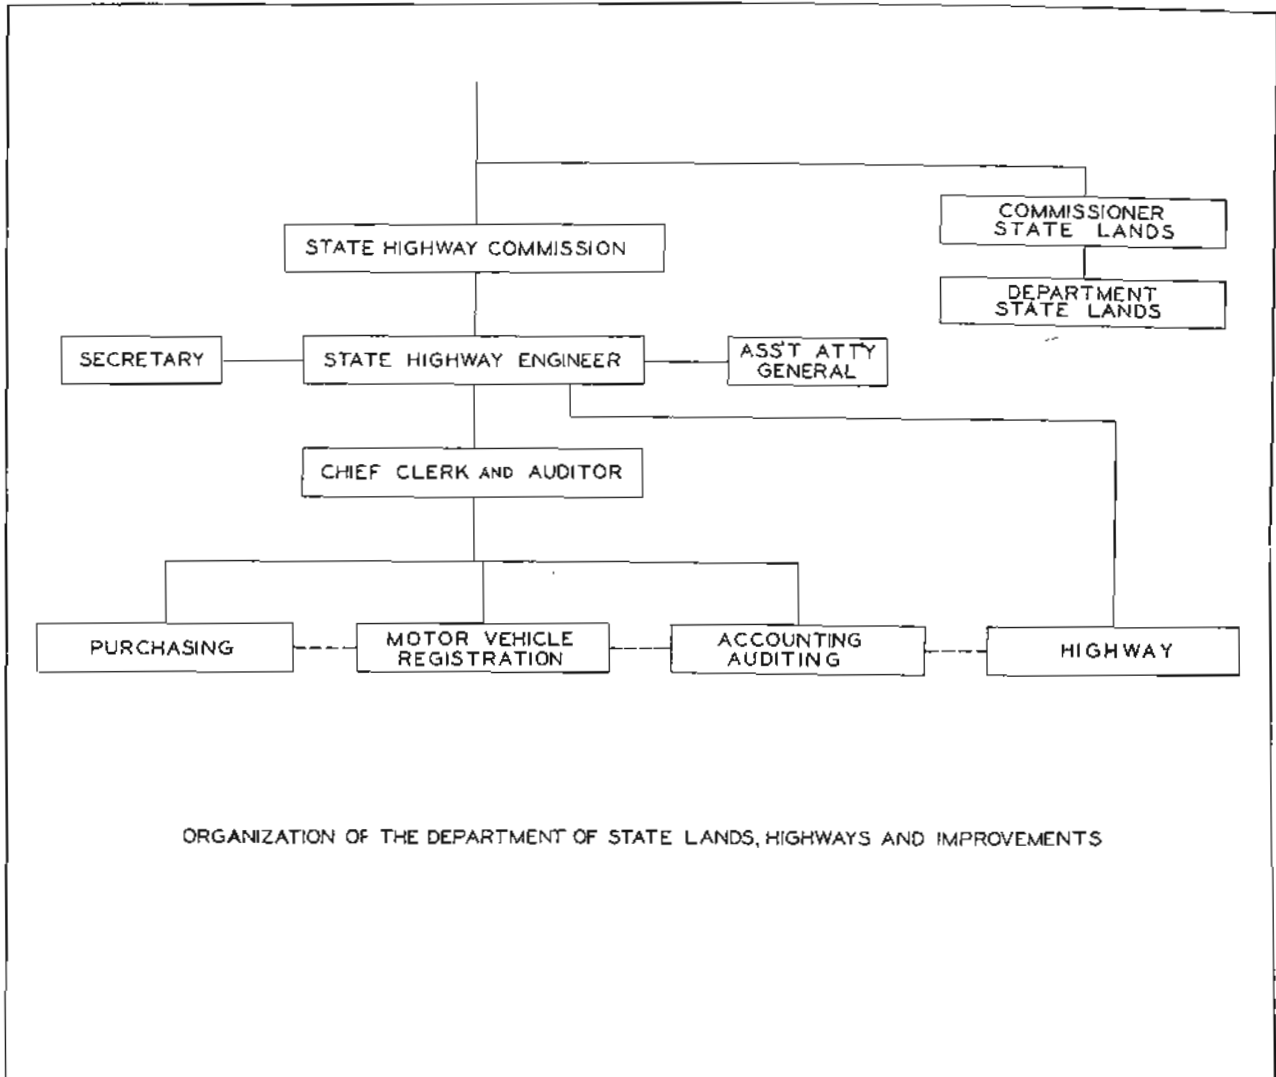 COMMISSIONER
STATE LANDS
STATE HIGHWAY COMMISSION
DEPARTMENT
STATE LANDS
SECRETARY
STATE HIGHWAY ENGINEER
ASS'T ATT'Y
GENERAL
CHIEF CLERK AND AUDITOR
PURCHASING
MOTOR VEHICLE
REGISTRATION
ACCOUNTING
AUDITING
HIGHWAY
ORGANIZATION OF THE DEPARTMENT OF STATE LANDS, HIGHWAYS AND IMPROVEMENTS